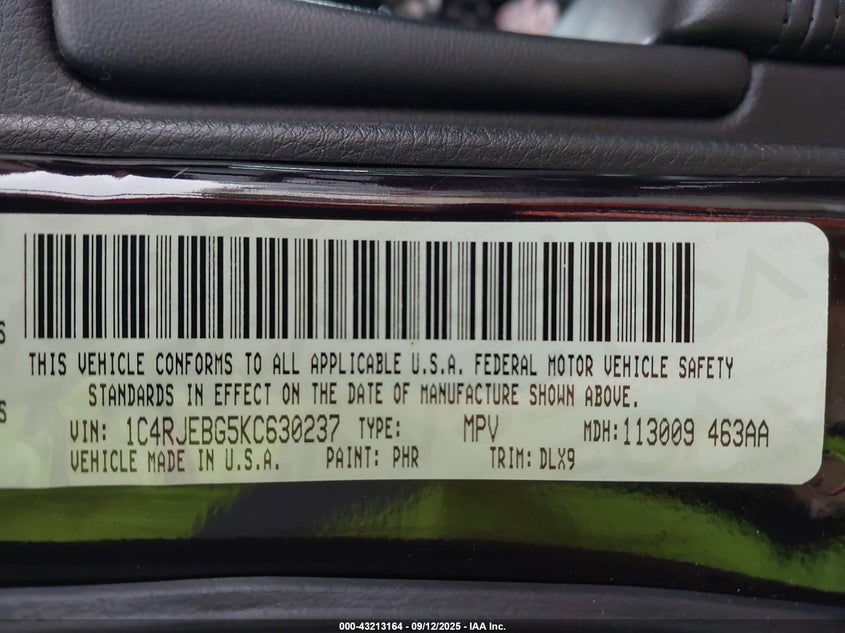 S
THIS VEHICLE CONFORMS TO ALL APPLICABLE U.S.A. FEDERAL MOTOR VEHICLE SAFETY
STANDARDS IN EFFECT ON THE DATE OF MANUFACTURE SHOWN ABOVE.
S
VIN: 1C4RJEBG5KC630237 TYPE: MPV MDH:113009 463AA
VEHICLE MADE IN U.S.A. PAINT: PHR TRIM: DLX9
000-43213164 - 09/12/2025 - IAA Inc.